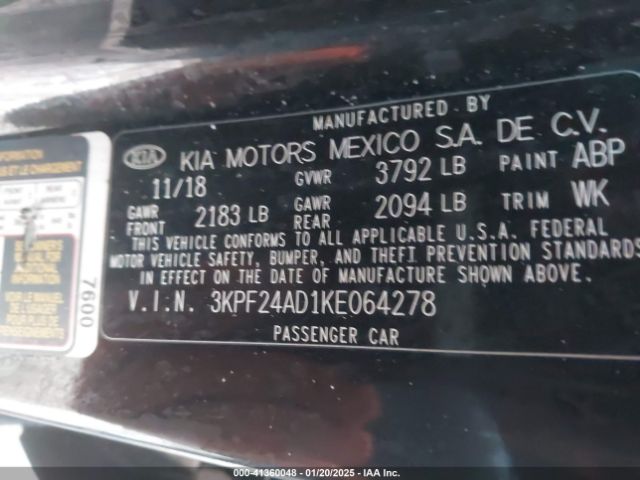 MANUFACTURED BY
KIA KIA MOTORS MEXICO S.A. DE C.V.
11/18 GVWR 3792 LB PAINT ABP
GAWR FRONT 2183 LB GAWR REAR 2094 LB TRIM WK
THIS VEHICLE CONFORMS TO ALL APPLICABLE U.S.A. FEDERAL
MOTOR VEHICLE SAFETY, BUMPER, AND THEFT PREVENTION STANDARDS
IN EFFECT ON THE DATE OF MANUFACTURE SHOWN ABOVE.
V.I.N. 3KPF24AD1KE064278
PASSENGER CAR
7600
3KO-41360048 - 01/20/2025 - IAA Inc.